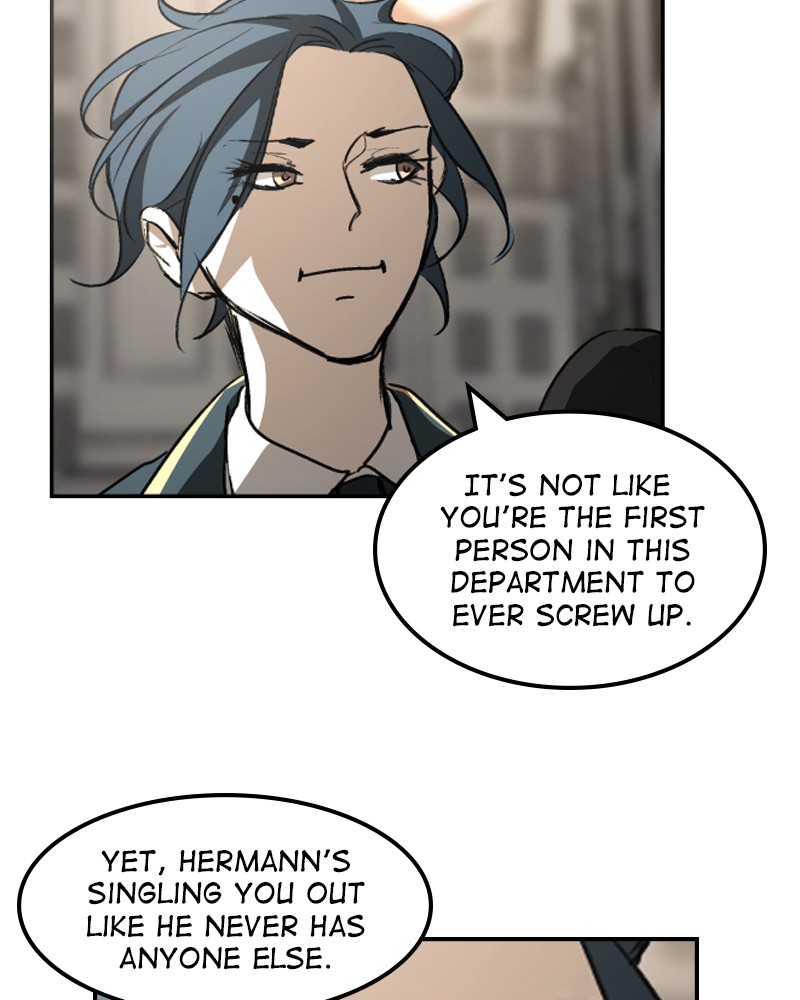 IT'S NOT LIKE
YOU'RE THE FIRST
PERSON IN THIS
DEPARTMENT TO
EVER SCREW UP.
YET, HERMANN'S
SINGLING YOU OUT
LIKE HE NEVER HAS
ANYONE ELSE.